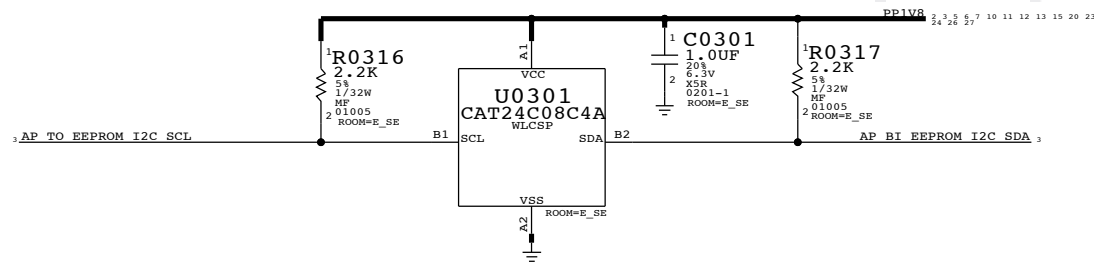 PP1V8 2 3 5 6 7 10 11 12 13 15 20 23
24 26 27
1 R0316
2.2K
5%
1/32W
MF
2 01005
ROOM=E_SE
A1
VCC
U0301
CAT24C08C4A
WLCSP
1 C0301
1.0UF
20%
2 6.3V
X5R
0201-1
ROOM=E_SE
1 R0317
2.2K
5%
1/32W
MF
2 01005
ROOM=E_SE
3 AP TO EEPROM I2C SCL
B1
SCL
SDA
B2
AP BI EEPROM I2C SDA 3
VSS
A2
ROOM=E_SE